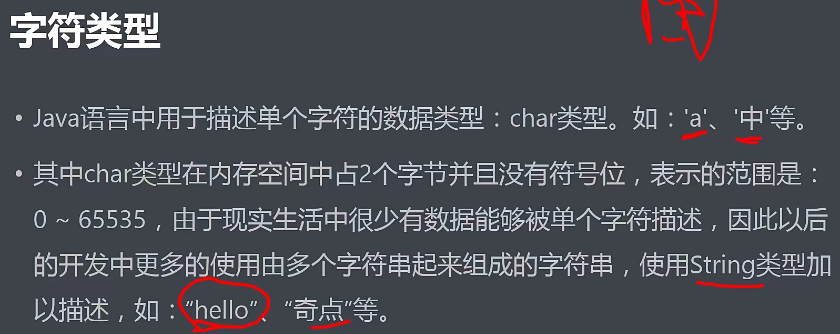 字符类型
• Java语言中用于描述单个字符的数据类型：char类型。如：'a'、'中'等。
• 其中char类型在内存空间中占2个字节并且没有符号位，表示的范围是：
0 ~ 65535，由于现实生活中很少有数据能够被单个字符描述，因此以后
的开发中更多的使用由多个字符串起来组成的字符串，使用String类型加
以描述，如：“hello”、“奇点”等。